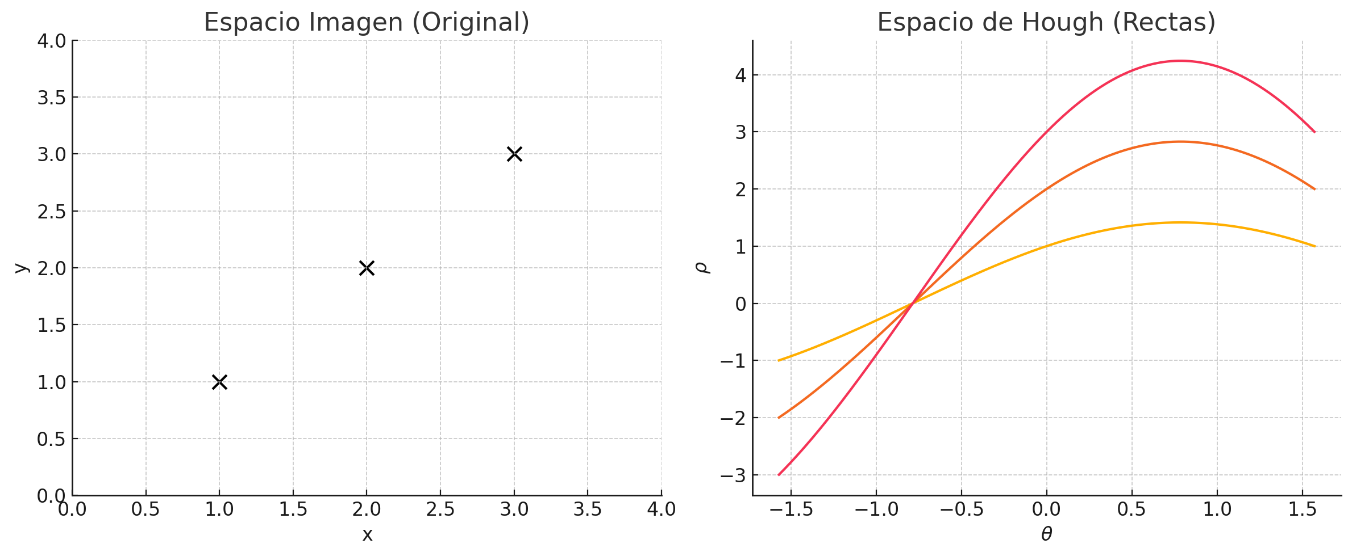 Espacio Imagen (Original)
4.0
3.5
3.0
2.5
2.0
1.5
1.0
0.5
0.0
y
0.0 0.5 1.0 1.5 2.0 2.5 3.0 3.5 4.0
x
Espacio de Hough (Rectas)
4
3
2
1
0
−1
−2
−3
ρ
−1.5 −1.0 −0.5 0.0 0.5 1.0 1.5
θ